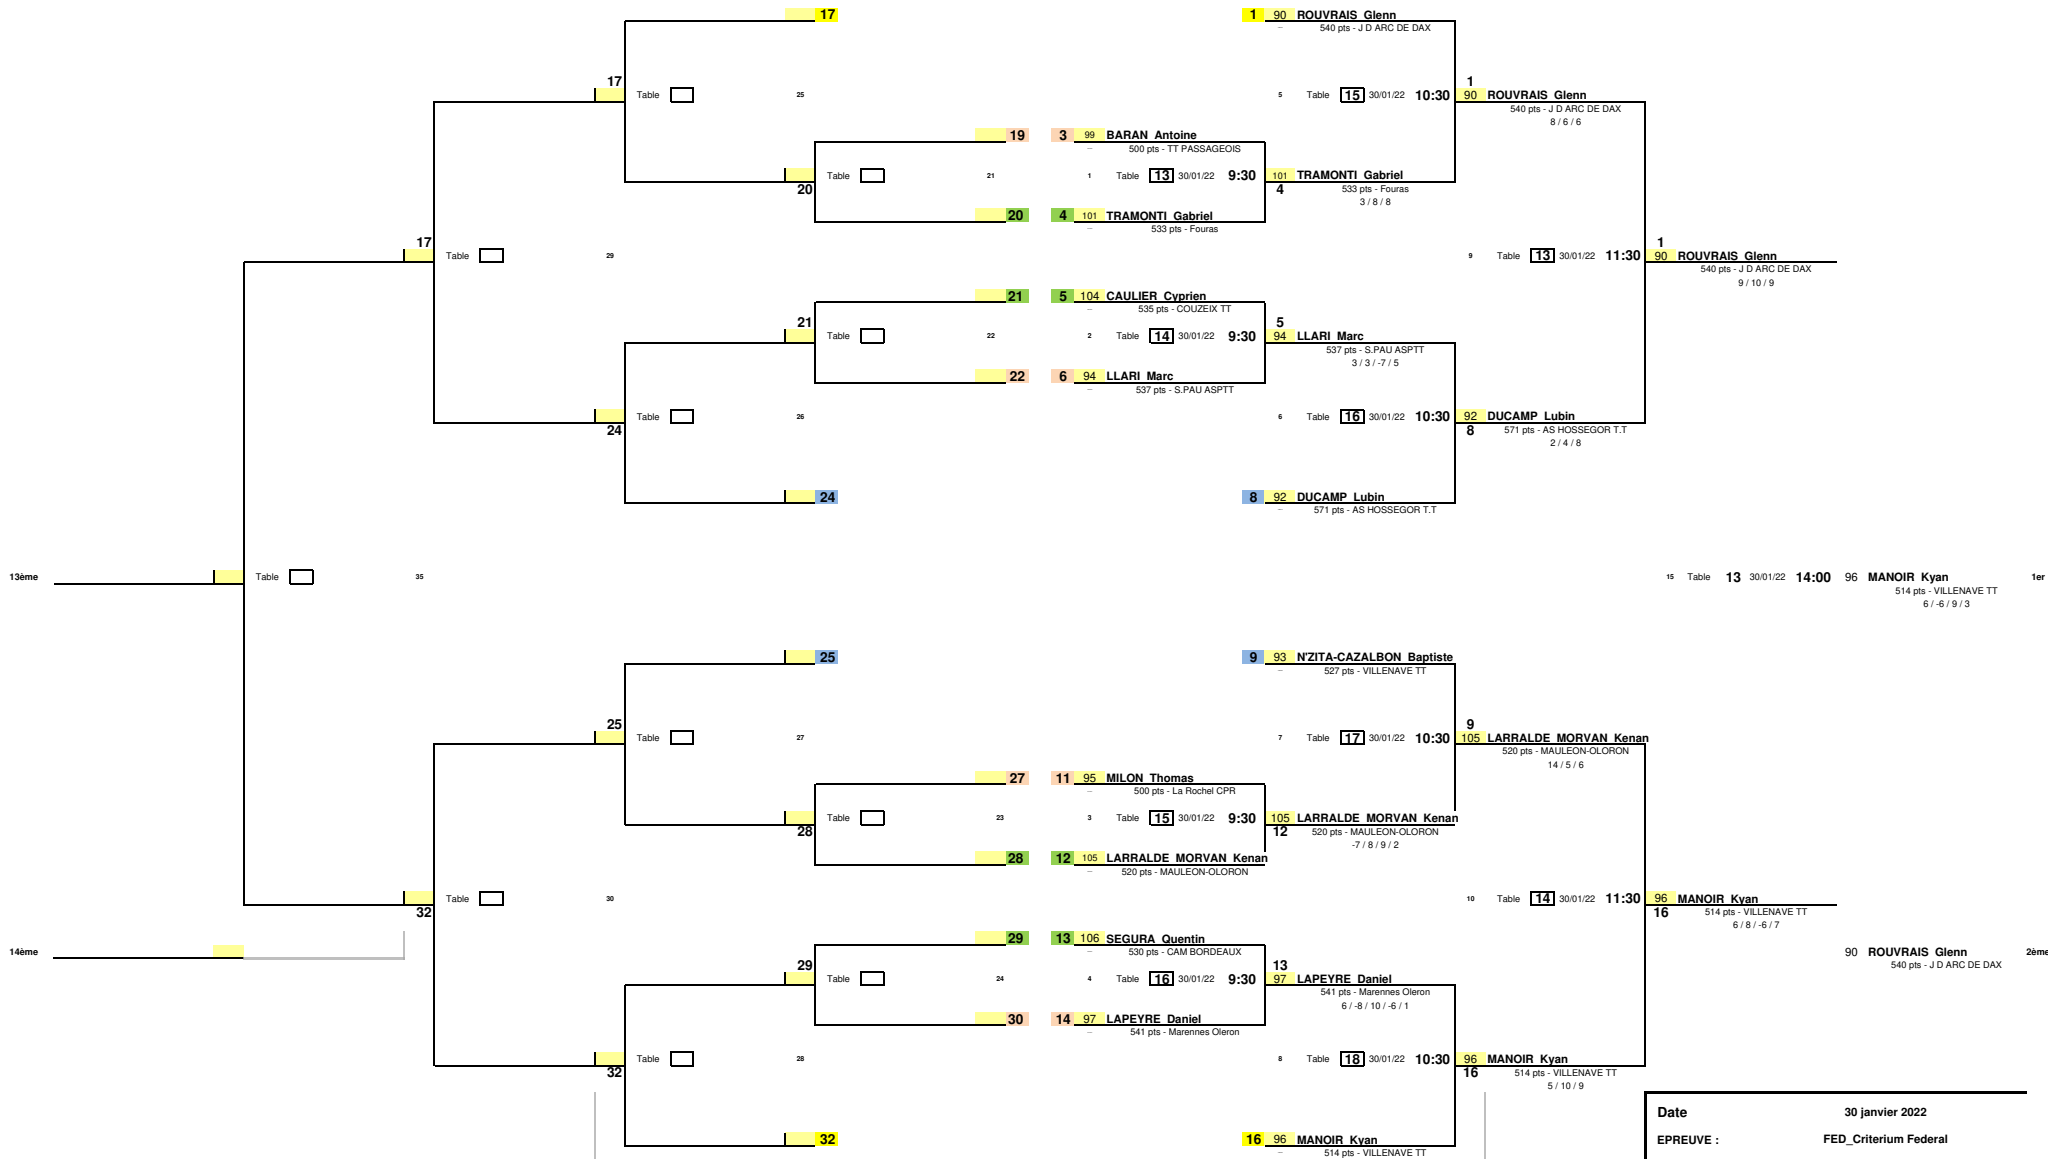 17
1 90 ROUVRAIS Glenn
540 pts - J D ARC DE DAX
17
Table
25
5 Table 15 30/01/22 10:30
1
90 ROUVRAIS Glenn
540 pts - J D ARC DE DAX
8 / 6 / 6
19
3 99 BARAN Antoine
500 pts - TT PASSAGEOIS
20
Table
21
1 Table 13 30/01/22 9:30
101 TRAMONTI Gabriel
4
533 pts - Fouras
3 / 8 / 8
20
4 101 TRAMONTI Gabriel
533 pts - Fouras
17
Table
29
9 Table 13 30/01/22 11:30
1
90 ROUVRAIS Glenn
540 pts - J D ARC DE DAX
9 / 10 / 9
21
5 104 CAULIER Cyprien
535 pts - COUZEIX TT
21
Table
22
2 Table 14 30/01/22 9:30
5
94 LLARI Marc
537 pts - S.PAU ASPTT
3 / 3 / -7 / 5
22
6 94 LLARI Marc
537 pts - S.PAU ASPTT
24
Table
26
6 Table 16 30/01/22 10:30
92 DUCAMP Lubin
8
571 pts - AS HOSSEGOR T.T
2 / 4 / 8
24
8 92 DUCAMP Lubin
571 pts - AS HOSSEGOR T.T
13ème
Table
35
15 Table 13 30/01/22 14:00 96 MANOIR Kyan 1er
514 pts - VILLENAVE TT
6 / -6 / 9 / 3
25
9 93 N'ZITA-CAZALBON Baptiste
527 pts - VILLENAVE TT
25
Table
27
7 Table 17 30/01/22 10:30
9
105 LARRALDE MORVAN Kenan
520 pts - MAULEON-OLORON
14 / 5 / 6
27
11 95 MILON Thomas
500 pts - La Rochel CPR
28
Table
23
3 Table 15 30/01/22 9:30
105 LARRALDE MORVAN Kenan
12
520 pts - MAULEON-OLORON
-7 / 8 / 9 / 2
28
12 105 LARRALDE MORVAN Kenan
520 pts - MAULEON-OLORON
32
Table
30
10 Table 14 30/01/22 11:30
96 MANOIR Kyan
16
514 pts - VILLENAVE TT
6 / 8 / -6 / 7
29
13 106 SEGURA Quentin
530 pts - CAM BORDEAUX
14ème
90 ROUVRAIS Glenn 2ème
540 pts - J D ARC DE DAX
29
Table
24
4 Table 16 30/01/22 9:30
13
97 LAPEYRE Daniel
541 pts - Marennes Oleron
6 / -8 / 10 / -6 / 1
30
14 97 LAPEYRE Daniel
541 pts - Marennes Oleron
32
Table
28
8 Table 18 30/01/22 10:30
96 MANOIR Kyan
16
514 pts - VILLENAVE TT
5 / 10 / 9
Date 30 janvier 2022
32
16 96 MANOIR Kyan
514 pts - VILLENAVE TT
EPREUVE : FED_Criterium Federal